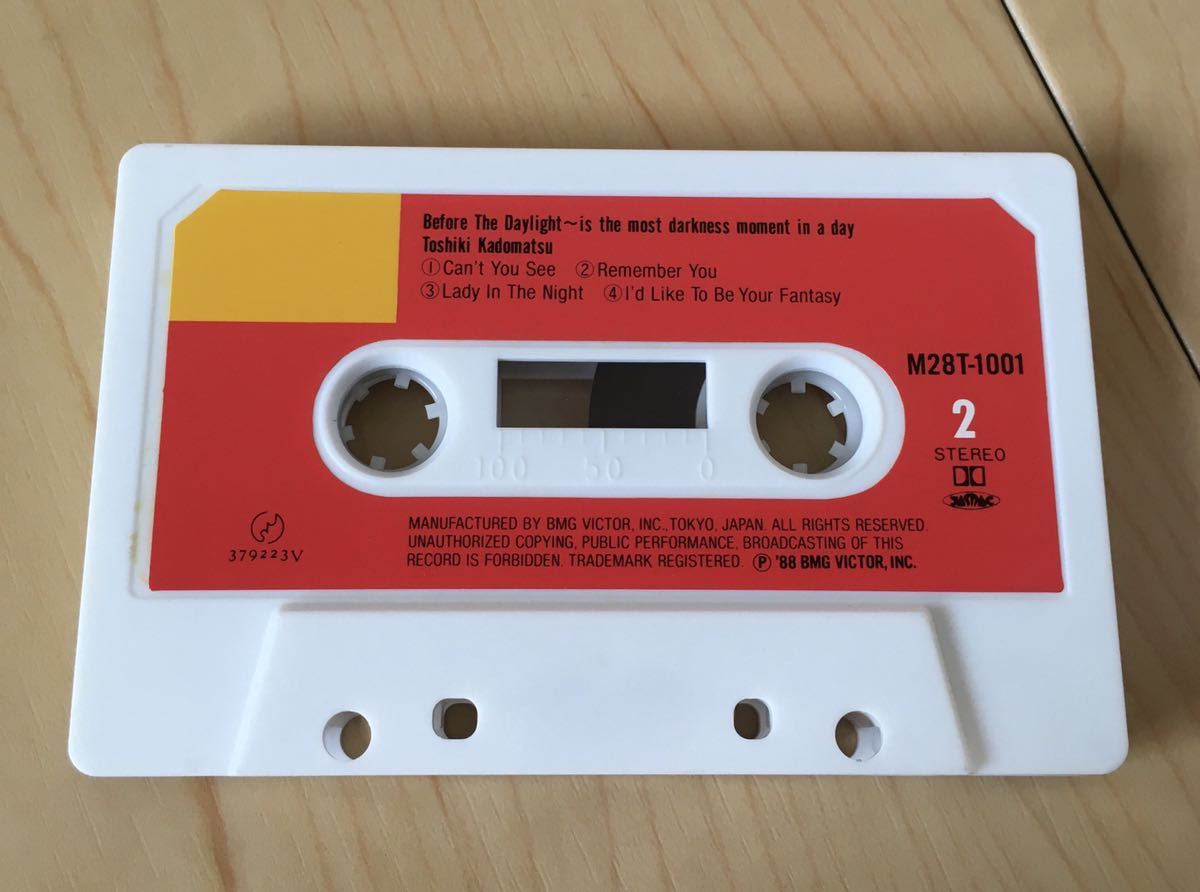 Before The Daylight～is the most darkness moment in a day
Toshiki Kadomatsu
①Can't You See ②Remember You
③Lady In The Night ④I'd Like To Be Your Fantasy
M28T-1001
2
STEREO
JASRAC
100 50 0
379223V
MANUFACTURED BY BMG VICTOR, INC., TOKYO, JAPAN. ALL RIGHTS RESERVED.
UNAUTHORIZED COPYING, PUBLIC PERFORMANCE, BROADCASTING OF THIS
RECORD IS FORBIDDEN. TRADEMARK REGISTERED. Ⓟ '88 BMG VICTOR, INC.